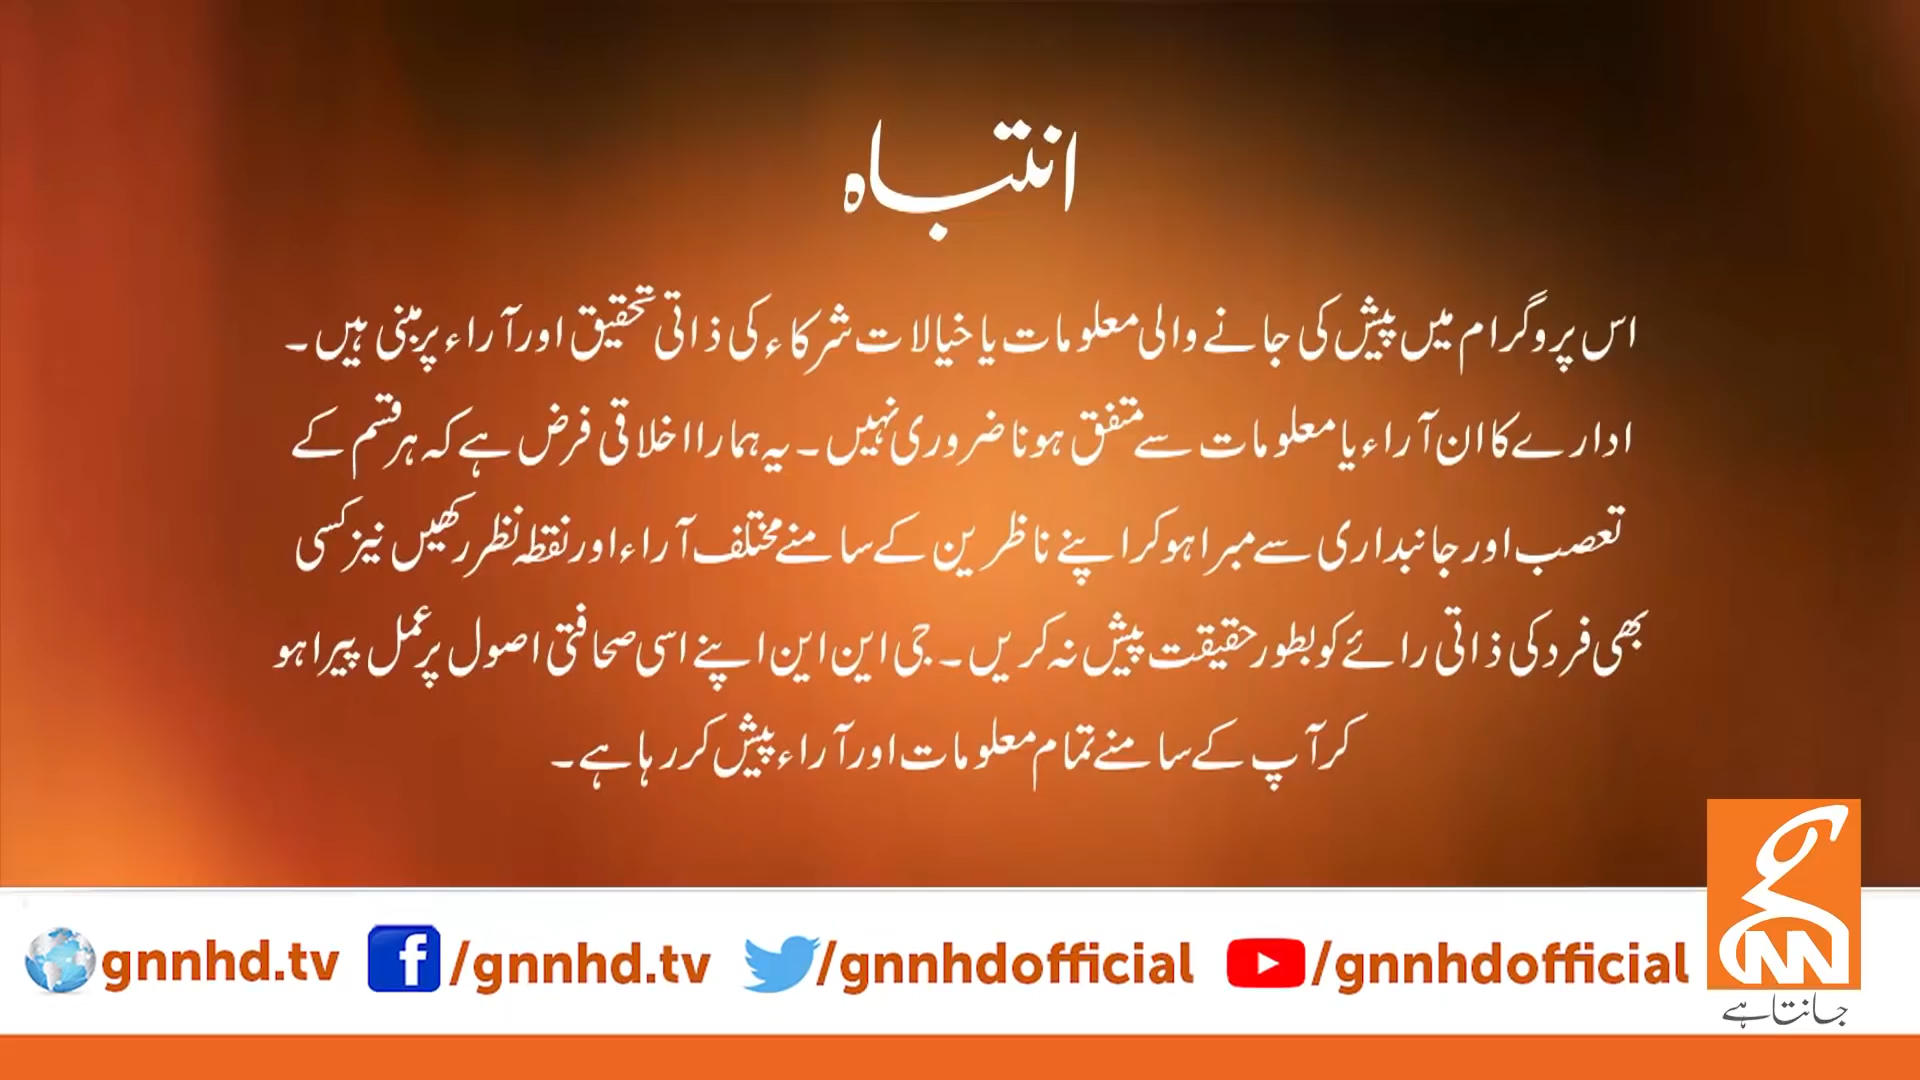 انتباہ
اس پروگرام میں پیش کی جانے والی معلومات یا خیالات شرکاء کی ذاتی تحقیق اور آراء پر مبنی ہیں۔
ادارے کا ان آراء یا معلومات سے متفق ہونا ضروری نہیں۔ یہ ہمارا اخلاقی فرض ہے کہ ہر قسم کے
تعصب اور جانبداری سے مبرا ہو کر اپنے ناظرین کے سامنے مختلف آراء اور نقطہ نظر رکھیں نیز کسی
بھی فرد کی ذاتی رائے کو بطور حقیقت پیش نہ کریں۔ جی این این اپنے اسی صحافتی اصول پر عمل پیرا ہو
کر آپ کے سامنے تمام معلومات اور آراء پیش کر رہا ہے۔
gnnhd.tv /gnnhd.tv /gnnhdofficial /gnnhdofficial
GNN
جانتا ہے